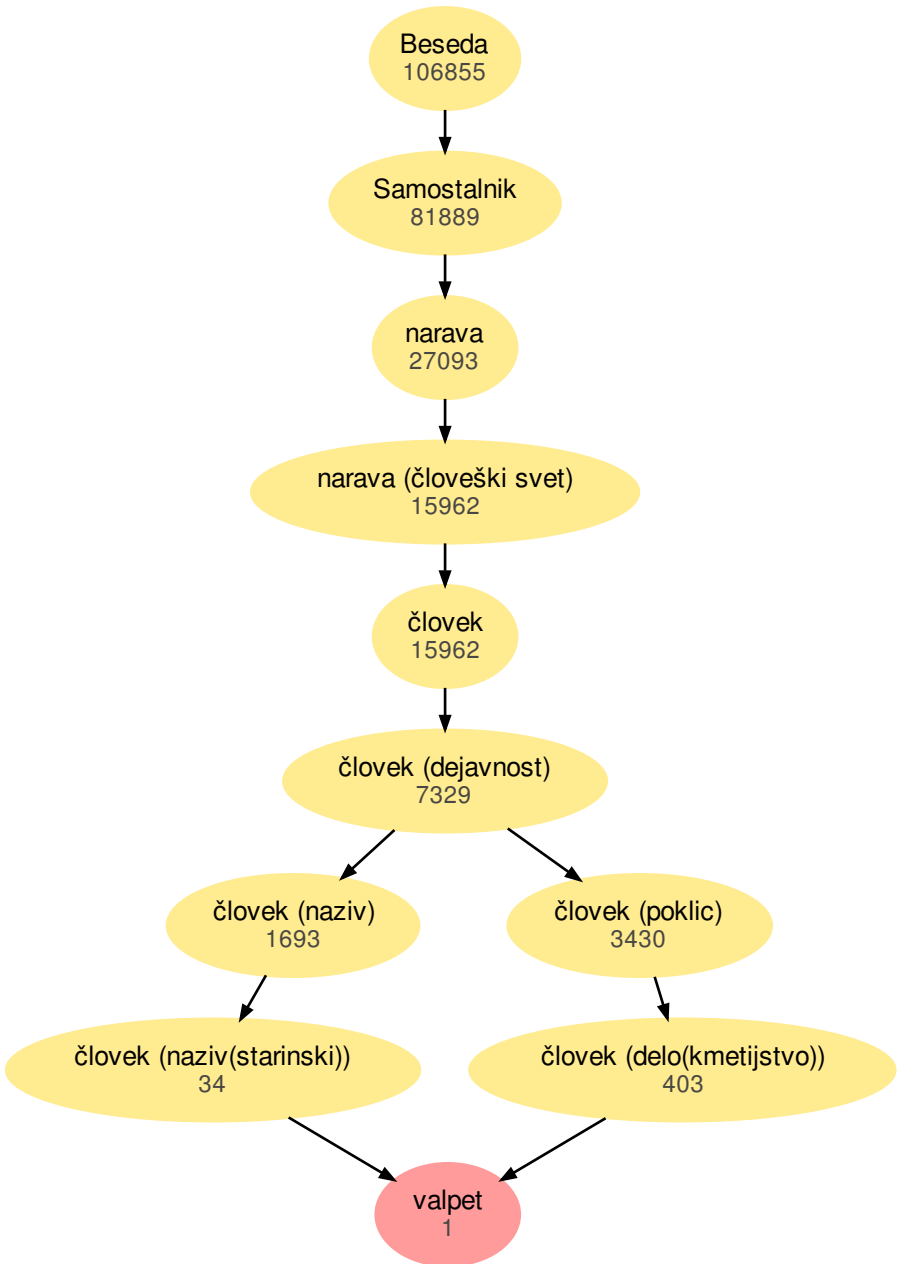 Beseda
106855
Samostalnik
81889
narava
27093
narava (človeški svet)
15962
človek
15962
človek (dejavnost)
7329
človek (naziv)
1693
človek (poklic)
3430
človek (naziv(starinski))
34
človek (delo(kmetijstvo))
403
valpet
1